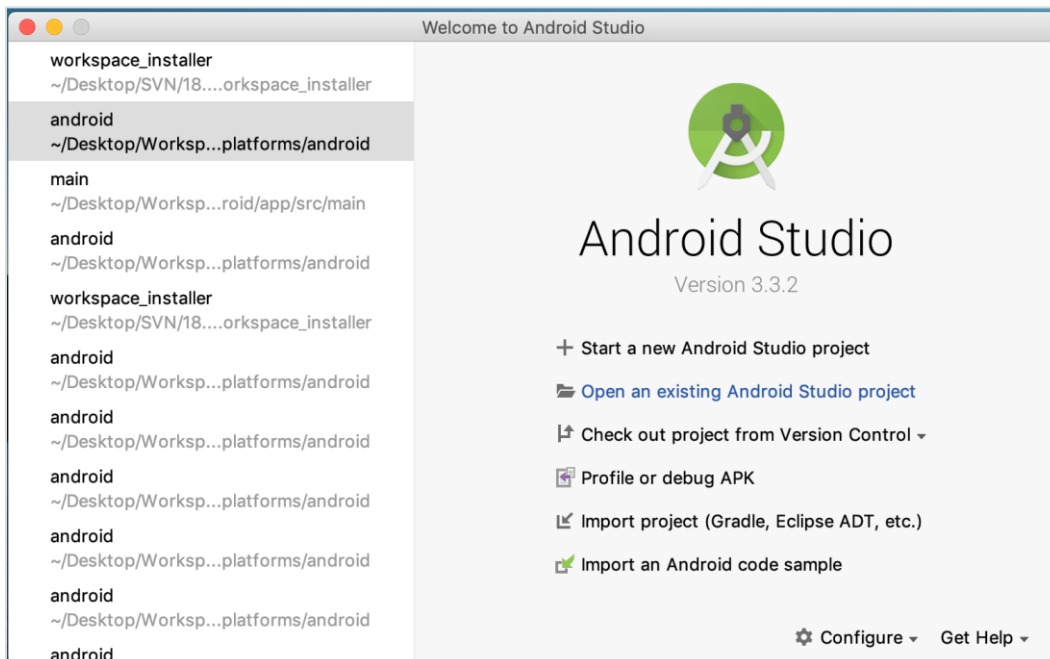 Welcome to Android Studio
workspace_installer
~/Desktop/SVN/18....orkspace_installer
android
~/Desktop/Worksp...platforms/android
main
~/Desktop/Worksp...roid/app/src/main
android
~/Desktop/Worksp...platforms/android
workspace_installer
~/Desktop/SVN/18....orkspace_installer
android
~/Desktop/Worksp...platforms/android
android
~/Desktop/Worksp...platforms/android
android
~/Desktop/Worksp...platforms/android
android
~/Desktop/Worksp...platforms/android
android
~/Desktop/Worksp...platforms/android
android
Android Studio
Version 3.3.2
Start a new Android Studio project
Open an existing Android Studio project
Check out project from Version Control
Profile or debug APK
Import project (Gradle, Eclipse ADT, etc.)
Import an Android code sample
Configure Get Help